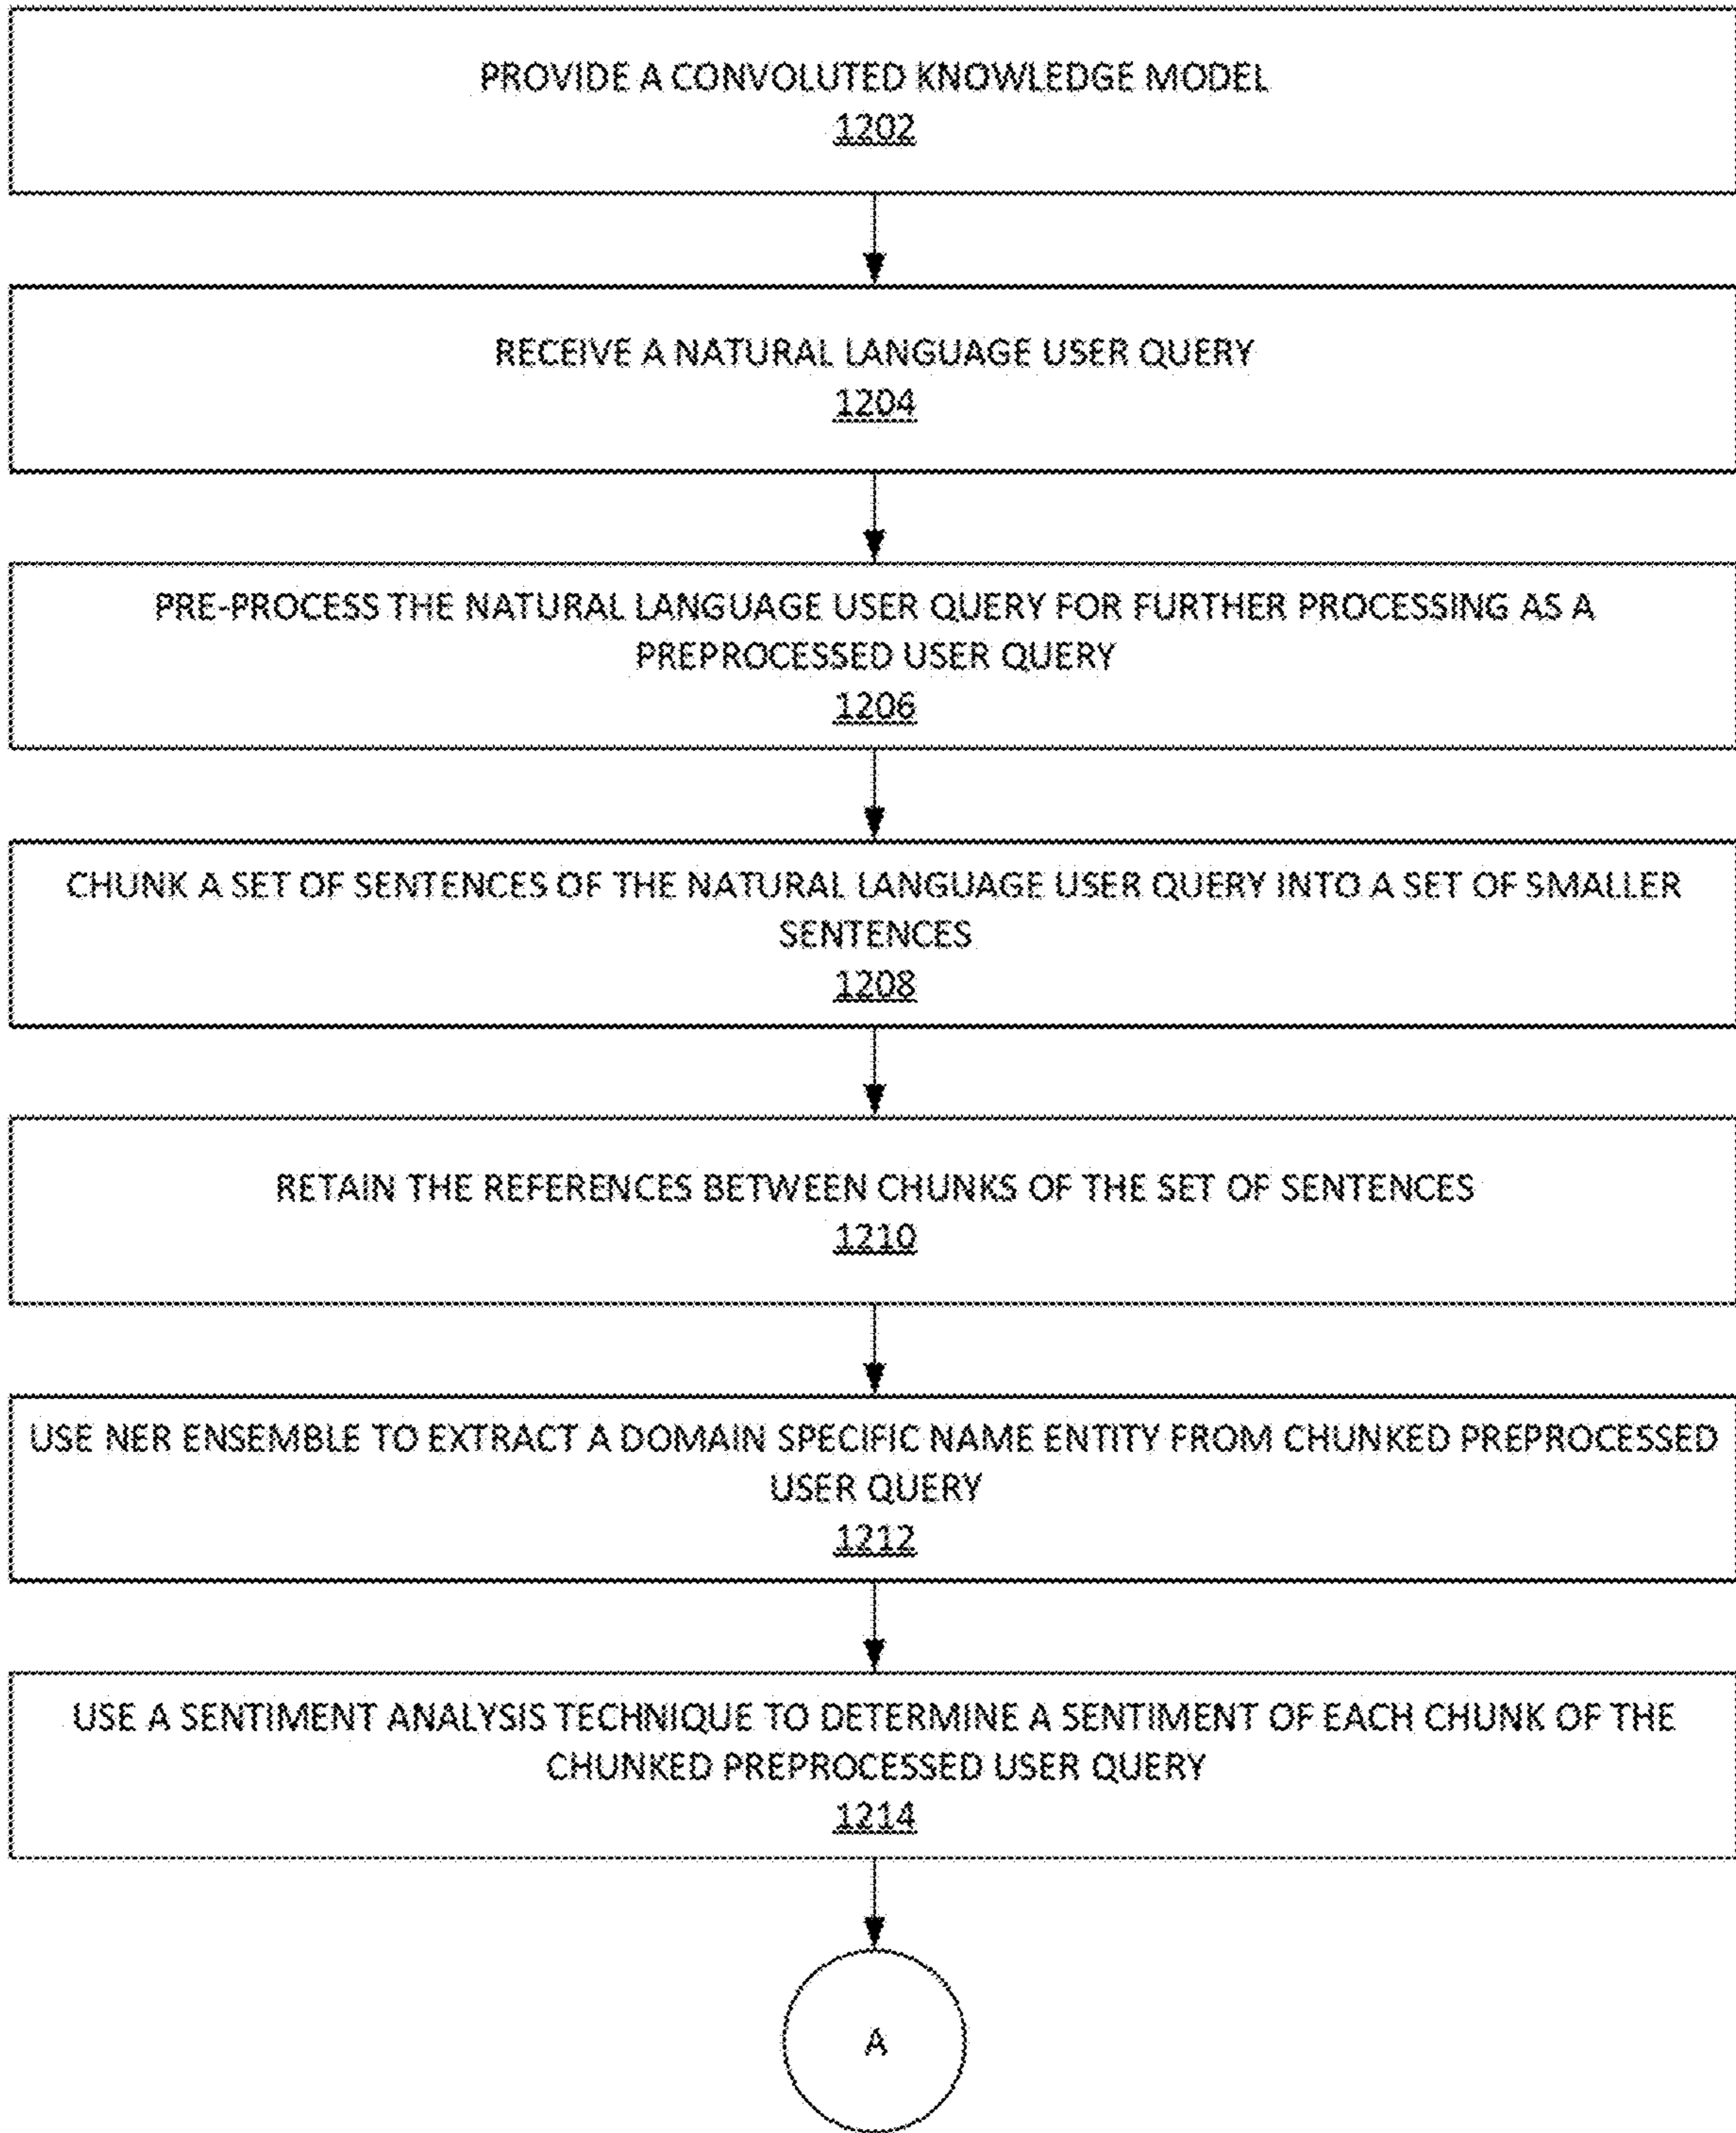 PROVIDE A CONVOLUTED KNOWLEDGE MODEL
1202
RECEIVE A NATURAL LANGUAGE USER QUERY
1204
PRE-PROCESS THE NATURAL LANGUAGE USER QUERY FOR FURTHER PROCESSING AS A
PREPROCESSED USER QUERY
1206
CHUNK A SET OF SENTENCES OF THE NATURAL LANGUAGE USER QUERY INTO A SET OF SMALLER
SENTENCES
1208
RETAIN THE REFERENCES BETWEEN CHUNKS OF THE SET OF SENTENCES
1210
USE NER ENSEMBLE TO EXTRACT A DOMAIN SPECIFIC NAME ENTITY FROM CHUNKED PREPROCESSED
USER QUERY
1212
USE A SENTIMENT ANALYSIS TECHNIQUE TO DETERMINE A SENTIMENT OF EACH CHUNK OF THE
CHUNKED PREPROCESSED USER QUERY
1214
A